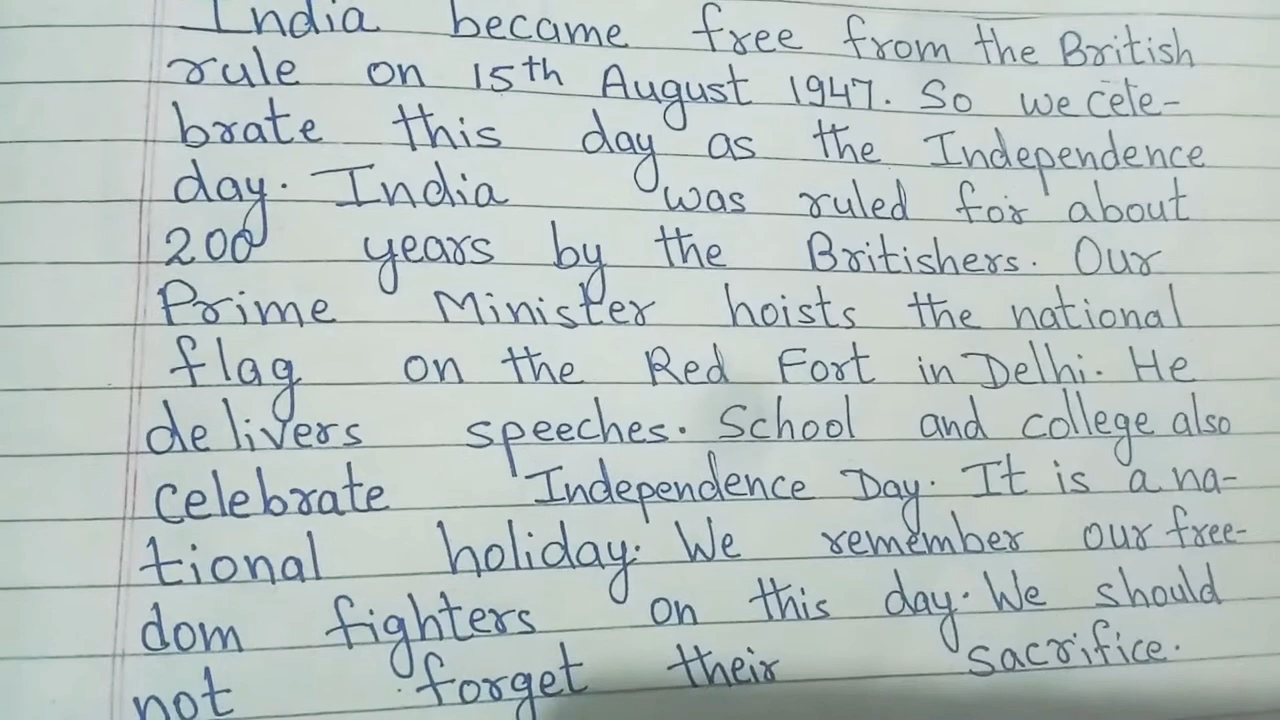 India became free from the British
rule on 15th August 1947. So we cele-
brate this day as the Independence
day. India was ruled for about
200 years by the Britishers. Our
Prime Minister hoists the national
flag on the Red Fort in Delhi. He
delivers speeches. School and college also
celebrate Independence Day. It is a na-
tional holiday. We remember our free-
dom fighters on this day. We should
not forget their sacrifice.